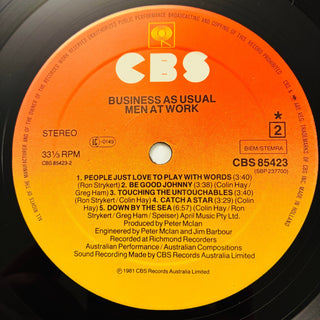 CBS
BUSINESS AS USUAL
MEN AT WORK
STEREO
★
2
33⅓ RPM
CBS 85423
CBS-85423-2
(SBP 237700)
BIEM/STEMRA
1. PEOPLE JUST LOVE TO PLAY WITH WORDS (3:40)
(Ron Strykert) 2. BE GOOD JOHNNY (3:38) (Colin Hay /
Greg Ham) 3. TOUCHING THE UNTOUCHABLES (3:40)
(Ron Strykert / Colin Hay) 4. CATCH A STAR (3:29)
(Colin Hay) 5. DOWN BY THE SEA (6:57) (Colin Hay / Ron
Strykert / Greg Ham / Speiser) April Music Pty Ltd.
Produced by Peter McIan
Engineered by Peter McIan and Jim Barbour
Recorded at Richmond Recorders
Australian Performance / Australian Compositions
Sound Recording Made by CBS Records Australia Limited
℗ 1981 CBS Records Australia Limited